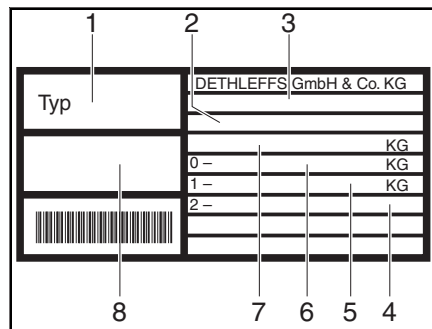 1 2 3
DETHLEFFS GmbH & Co. KG
Typ
KG
0 – KG
1 – KG
2 –
8 7 6 5 4